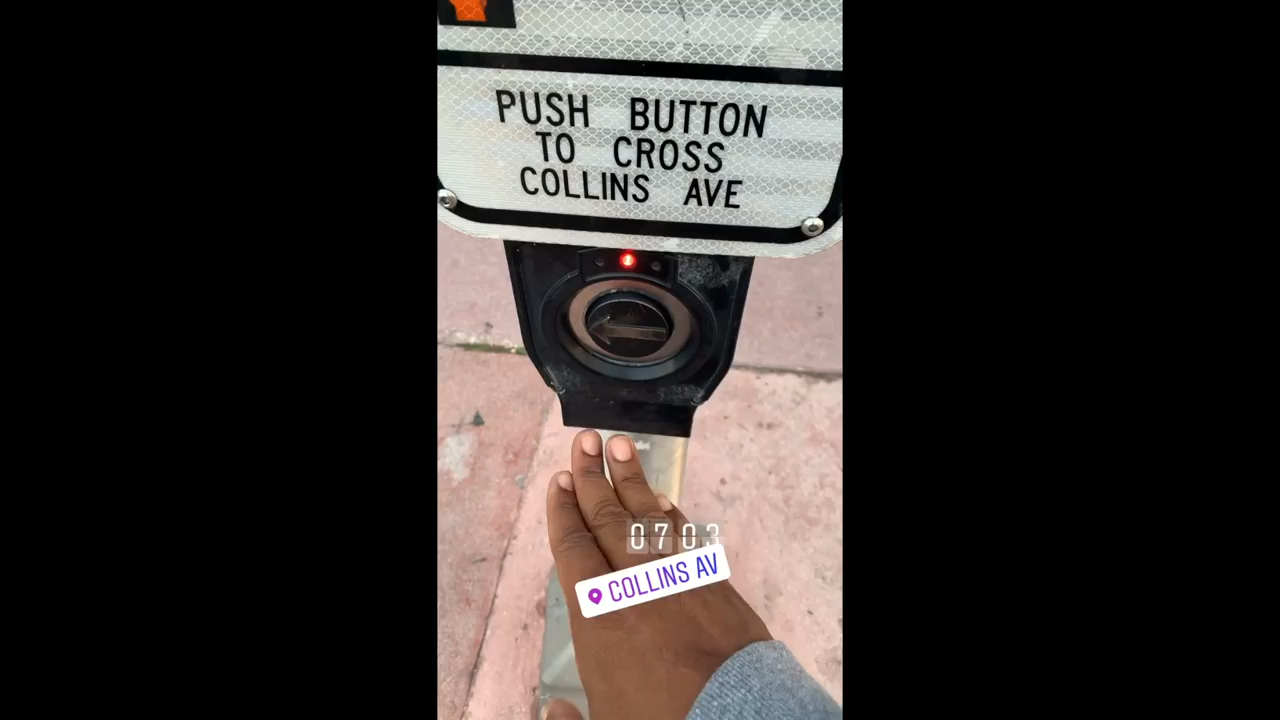 PUSH BUTTON
TO CROSS
COLLINS AVE
07 03
COLLINS AV